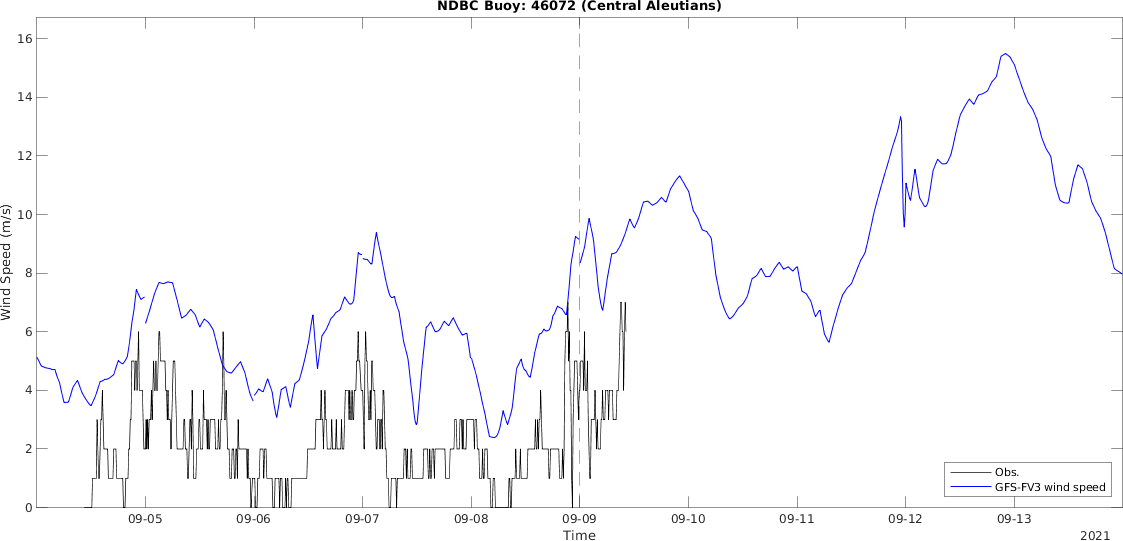 NDBC Buoy: 46072 (Central Aleutians)
Wind Speed (m/s)
16
14
12
10
8
6
4
2
0
Obs.
GFS-FV3 wind speed
09-05 09-06 09-07 09-08 09-09 09-10 09-11 09-12 09-13
Time
2021